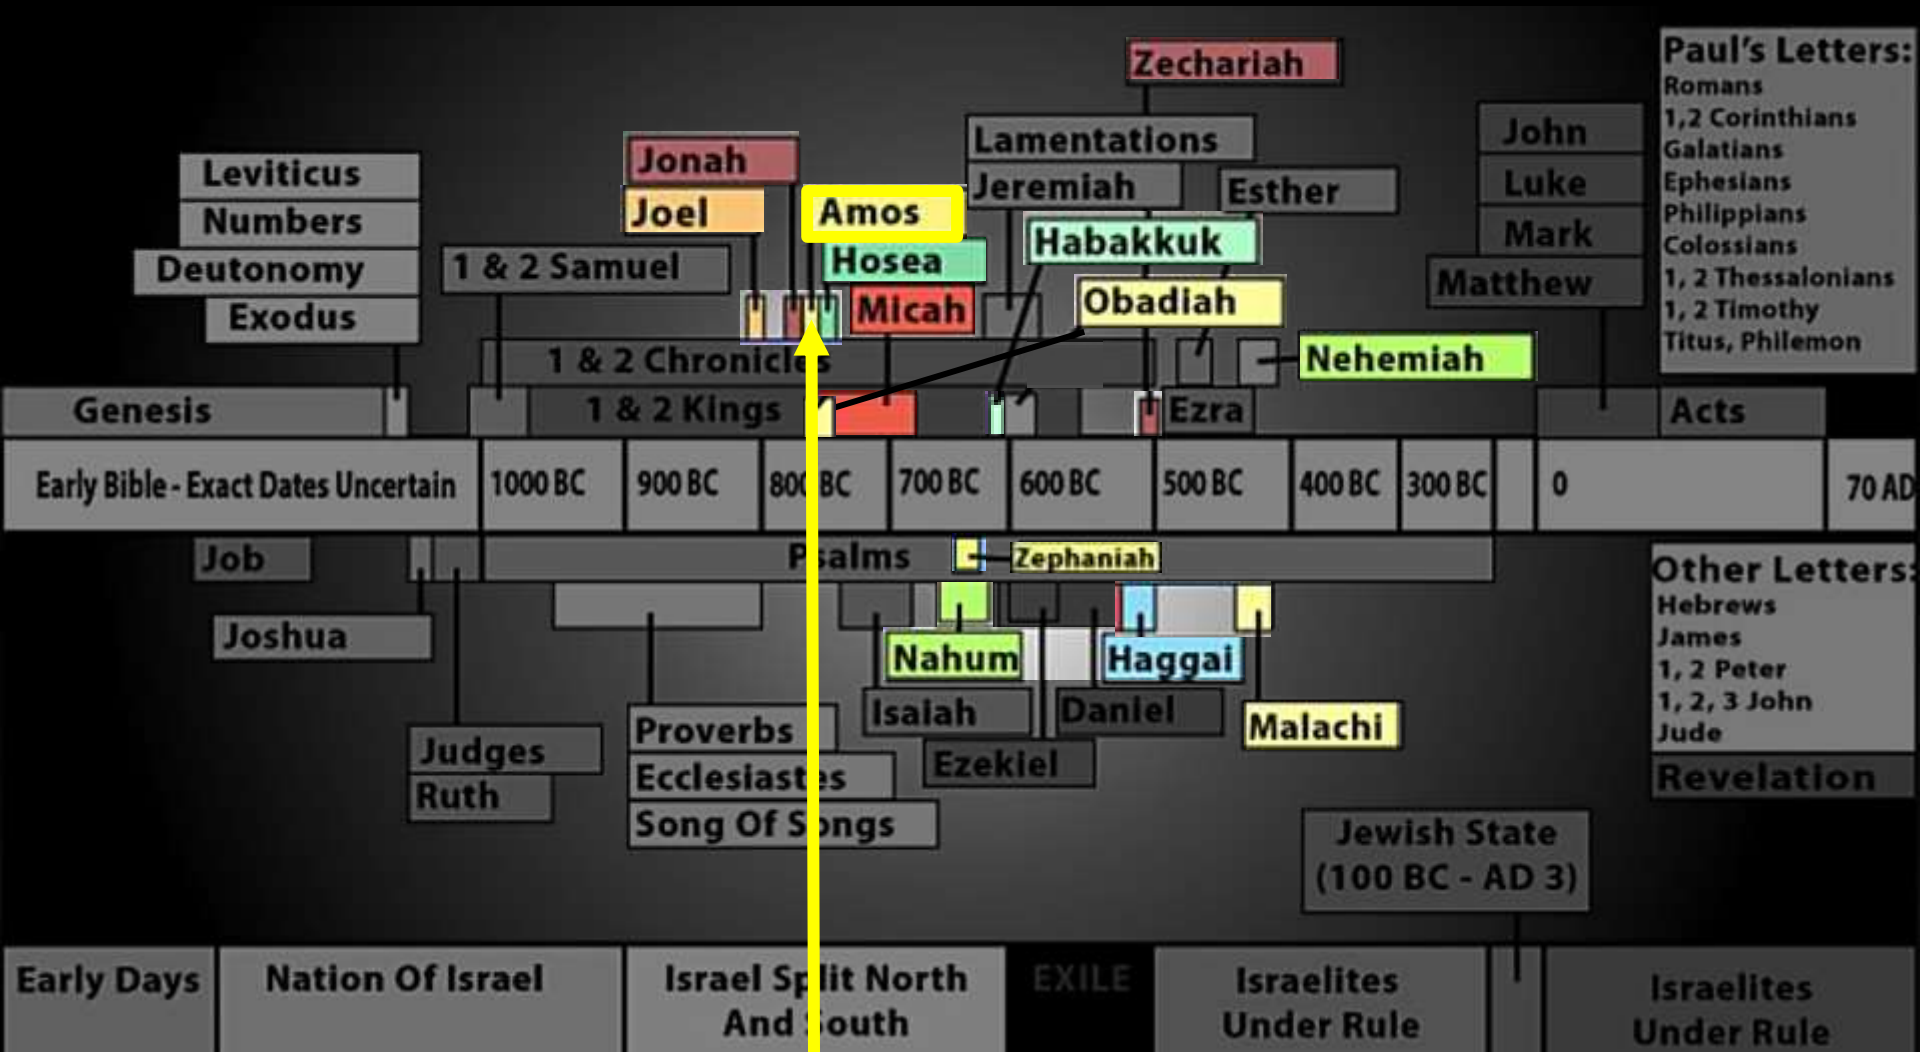 Zechariah
Paul's Letters:
Romans
1,2 Corinthians
Galatians
Ephesians
Philippians
Colossians
1, 2 Thessalonians
1, 2 Timothy
Titus, Philemon
Lamentations
Jeremiah
Esther
John
Luke
Mark
Matthew
Jonah
Joel
Amos
Hosea
Micah
Habakkuk
Obadiah
Nehemiah
Leviticus
Numbers
Deutonomy
Exodus
1 & 2 Samuel
1 & 2 Chronicles
Genesis
1 & 2 Kings
Ezra
Acts
Early Bible - Exact Dates Uncertain
1000 BC
900 BC
800 BC
700 BC
600 BC
500 BC
400 BC
300 BC
0
70 AD
Job
Psalms
Zephaniah
Joshua
Nahum
Haggai
Isaiah
Daniel
Malachi
Ezekiel
Judges
Ruth
Proverbs
Ecclesiastes
Song Of Songs
Other Letters:
Hebrews
James
1, 2 Peter
1, 2, 3 John
Jude
Revelation
Jewish State
(100 BC - AD 3)
Early Days
Nation Of Israel
Israel Split North
And South
EXILE
Israelites
Under Rule
Israelites
Under Rule